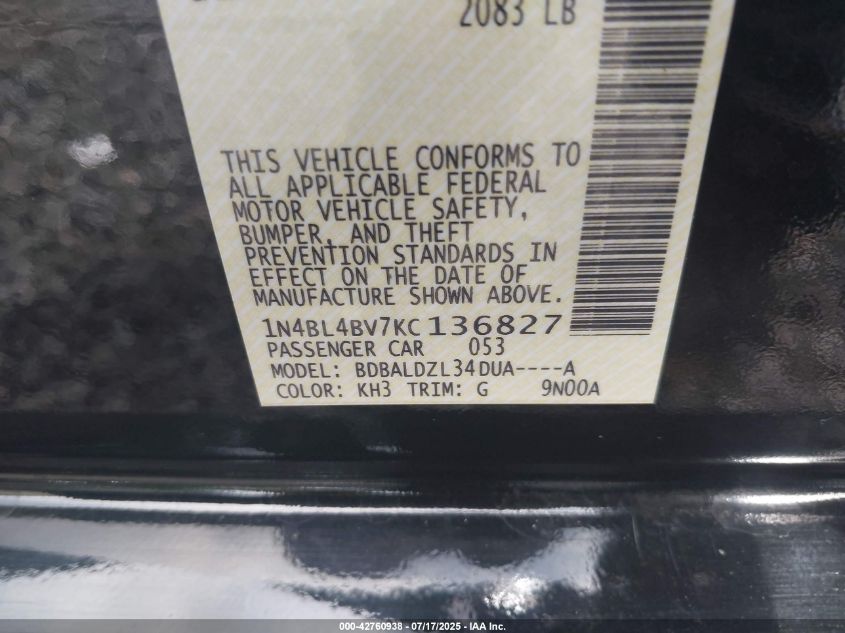 2083 LB
THIS VEHICLE CONFORMS TO
ALL APPLICABLE FEDERAL
MOTOR VEHICLE SAFETY,
BUMPER, AND THEFT
PREVENTION STANDARDS IN
EFFECT ON THE DATE OF
MANUFACTURE SHOWN ABOVE.
1N4BL4BV7KC136827
PASSENGER CAR 053
MODEL: BDBALDZL34DUA----A
COLOR: KH3 TRIM: G 9N00A
000-42760938 - 07/17/2025 - IAA Inc.